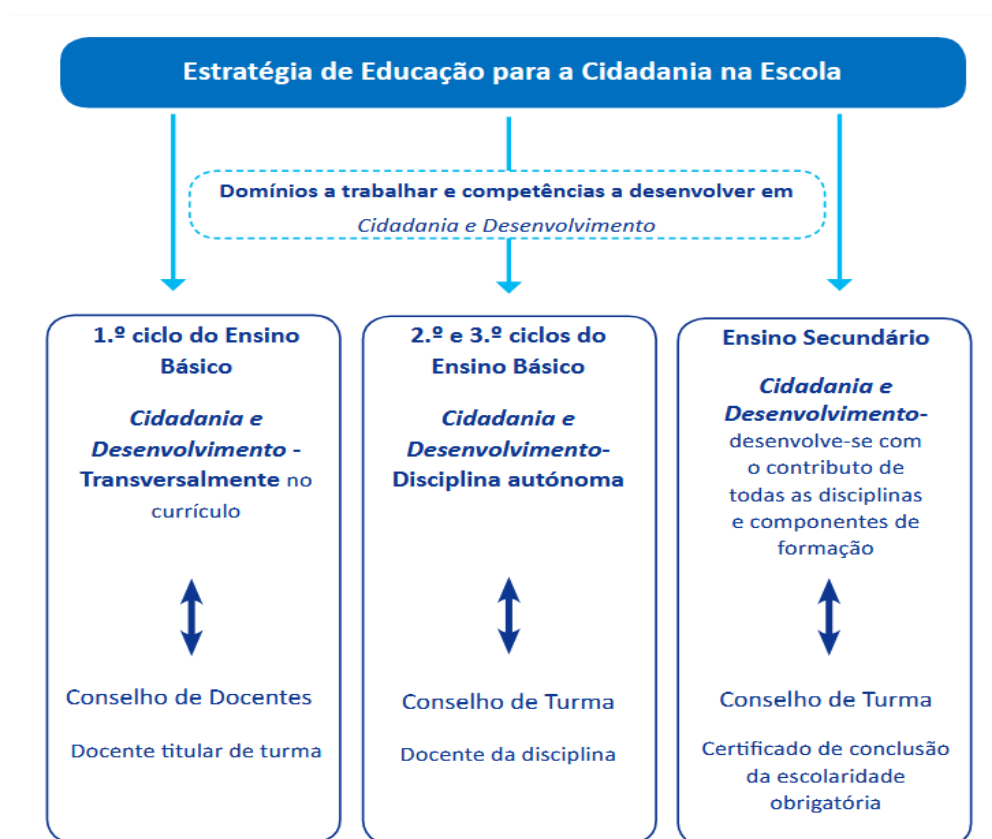 Estratégia de Educação para a Cidadania na Escola
Domínios a trabalhar e competências a desenvolver em
Cidadania e Desenvolvimento
1.º ciclo do Ensino
Básico
Cidadania e
Desenvolvimento -
Transversalmente no
currículo
Conselho de Docentes
Docente titular de turma
2.º e 3.º ciclos do
Ensino Básico
Cidadania e
Desenvolvimento-
Disciplina autónoma
Conselho de Turma
Docente da disciplina
Ensino Secundário
Cidadania e
Desenvolvimento-
desenvolve-se com
o contributo de
todas as disciplinas
e componentes de
formação
Conselho de Turma
Certificado de conclusão
da escolaridade
obrigatória